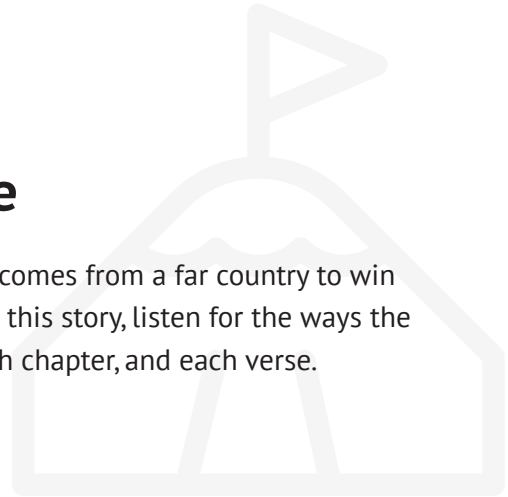 e
comes from a far country to win
this story, listen for the ways the
h chapter, and each verse.